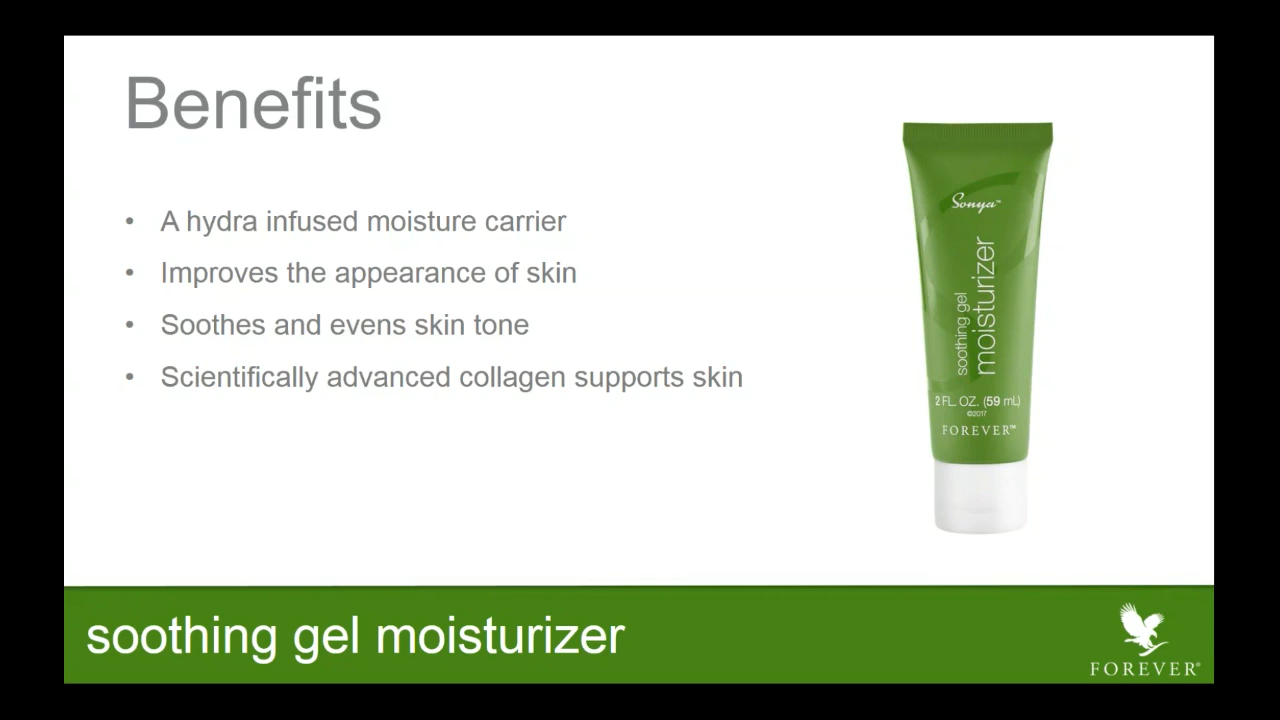 Benefits
• A hydra infused moisture carrier
• Improves the appearance of skin
• Soothes and evens skin tone
• Scientifically advanced collagen supports skin
Sonya™
soothing gel
moisturizer
2 FL. OZ. (59 mL)
©2017
FOREVER™
soothing gel moisturizer
FOREVER®